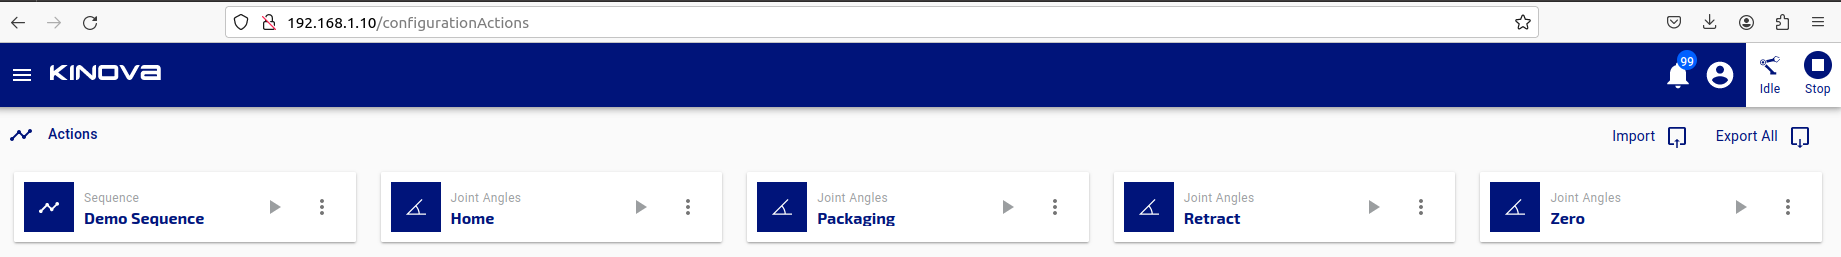 192.168.1.10/configurationActions
KINOVA
99
Idle
Stop
Actions
Import
Export All
Sequence
Demo Sequence
Joint Angles
Home
Joint Angles
Packaging
Joint Angles
Retract
Joint Angles
Zero